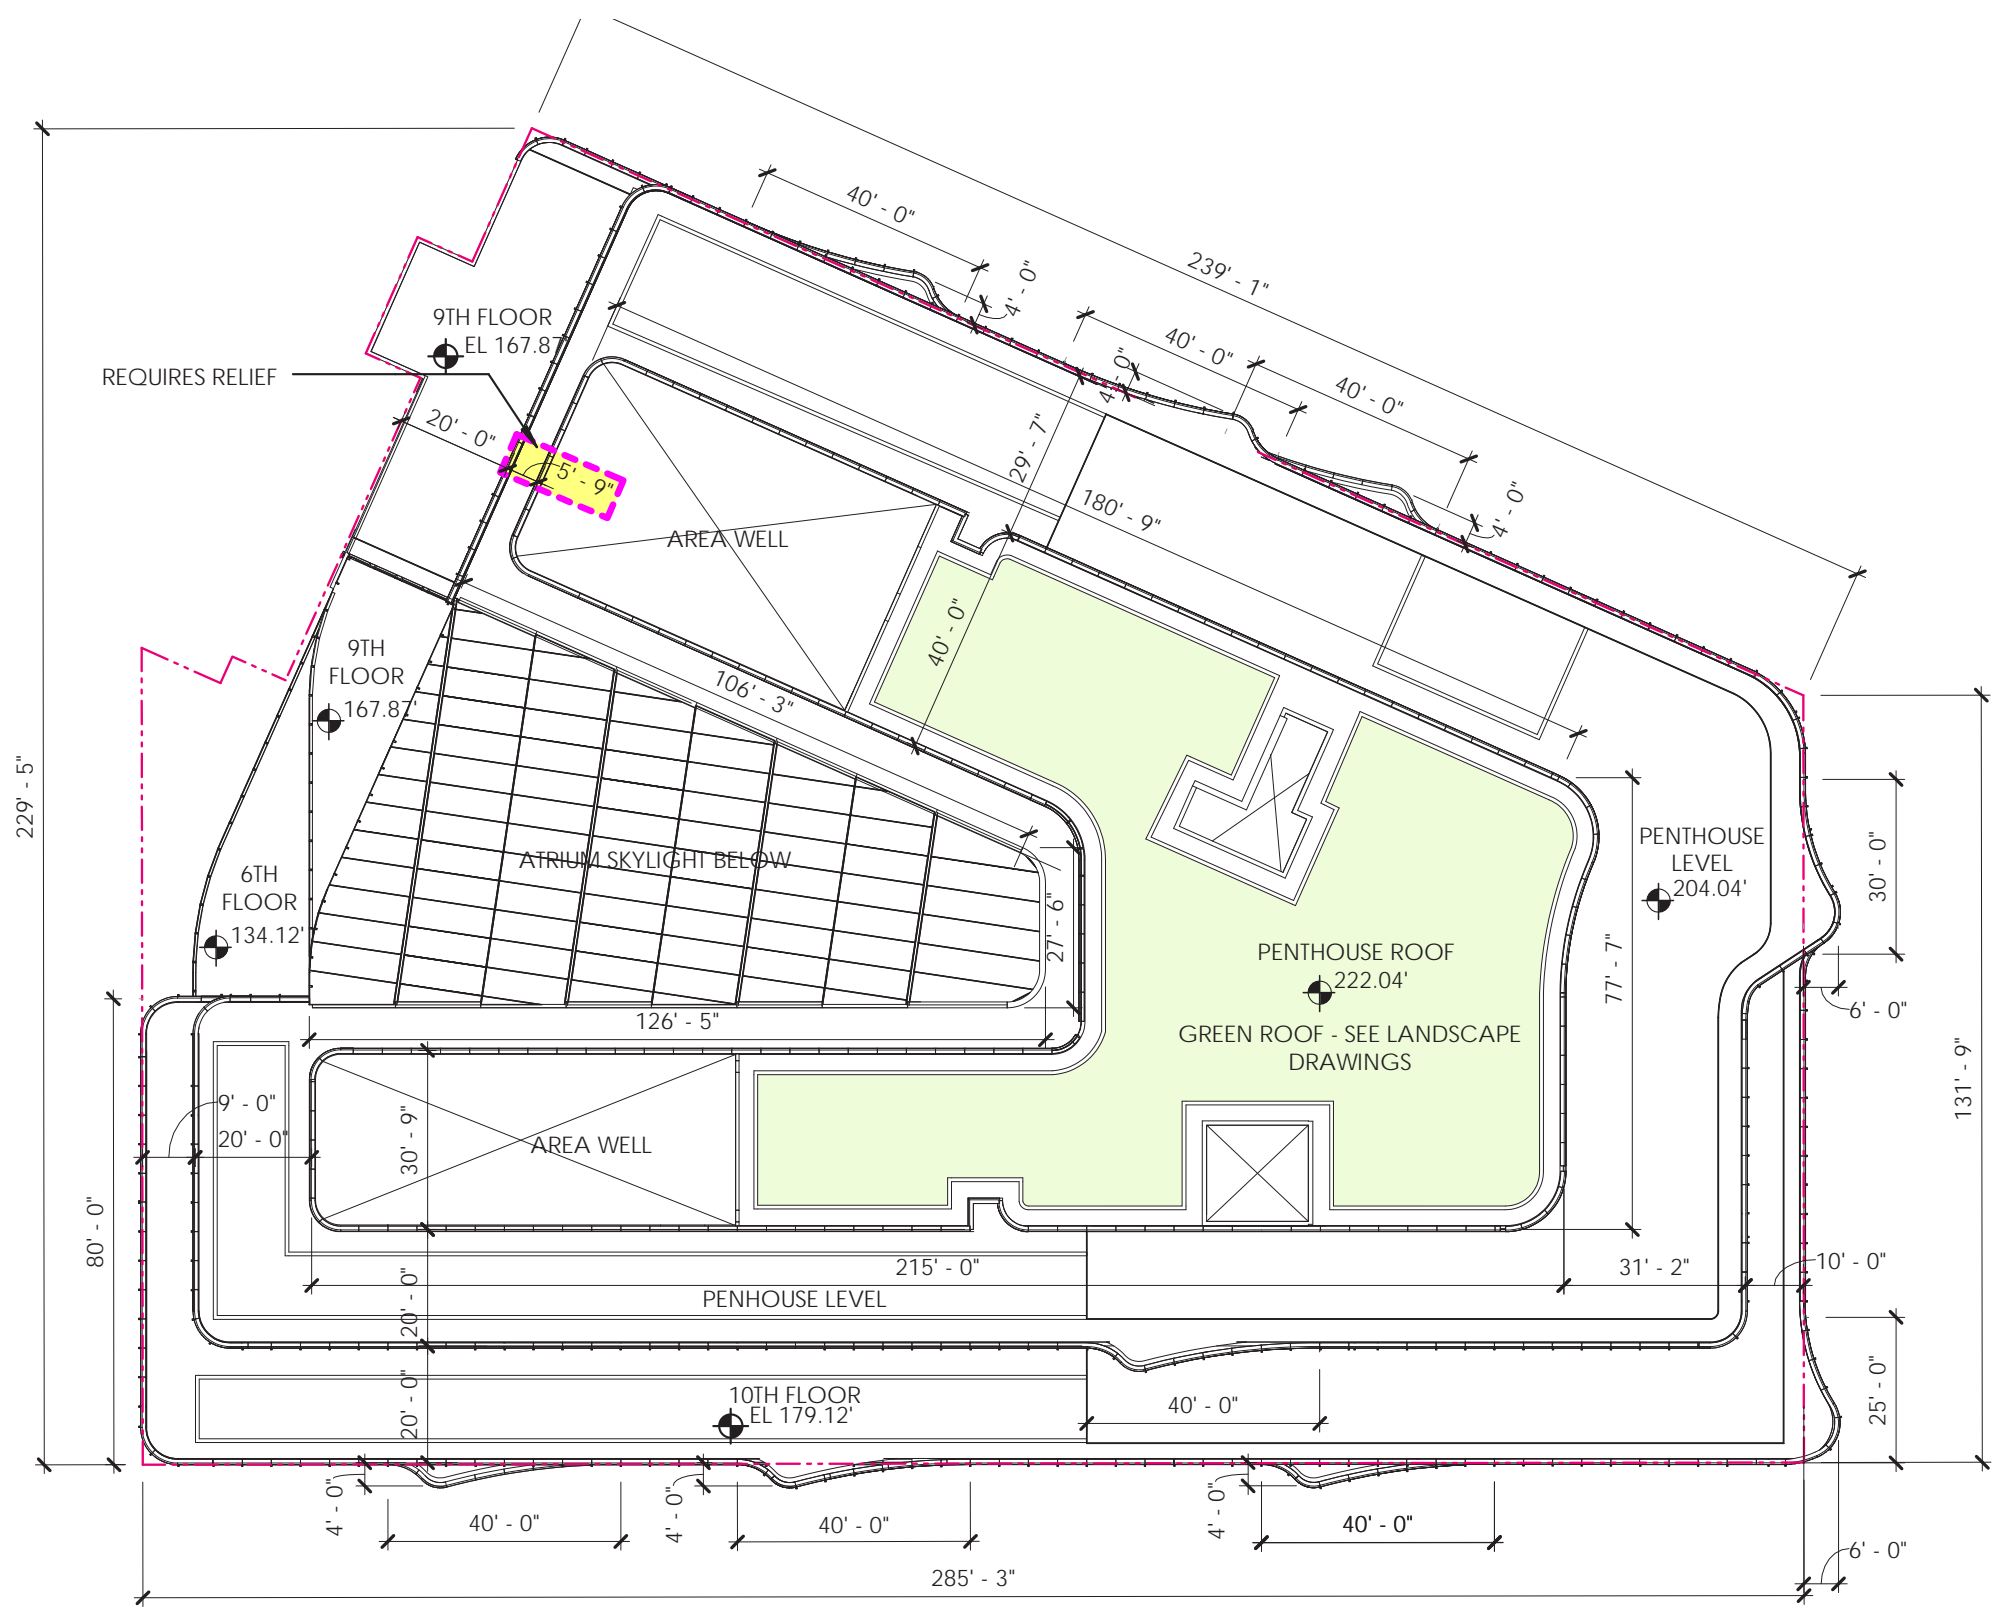 40' - 0"
4' - 0"
239' - 1"
9TH FLOOR
EL 167.87'
REQUIRES RELIEF
20' - 0"
5' - 9"
40' - 0"
4' - 0"
40' - 0"
29' - 7"
180' - 9"
4' - 0"
AREA WELL
40' - 0"
9TH
FLOOR
167.87'
106' - 3"
229' - 5"
ATRIUM SKYLIGHT BELOW
PENTHOUSE
LEVEL
204.04'
30' - 0"
6TH
FLOOR
134.12'
27' - 6"
77' - 7"
PENTHOUSE ROOF
222.04'
GREEN ROOF - SEE LANDSCAPE
DRAWINGS
6' - 0"
126' - 5"
131' - 9"
9' - 0"
20' - 0"
30' - 9"
AREA WELL
80' - 0"
215' - 0"
31' - 2"
10' - 0"
20' - 0"
PENHOUSE LEVEL
10TH FLOOR
EL 179.12'
20' - 0"
40' - 0"
25' - 0"
4' - 0"
40' - 0"
4' - 0"
40' - 0"
4' - 0"
40' - 0"
6' - 0"
285' - 3"